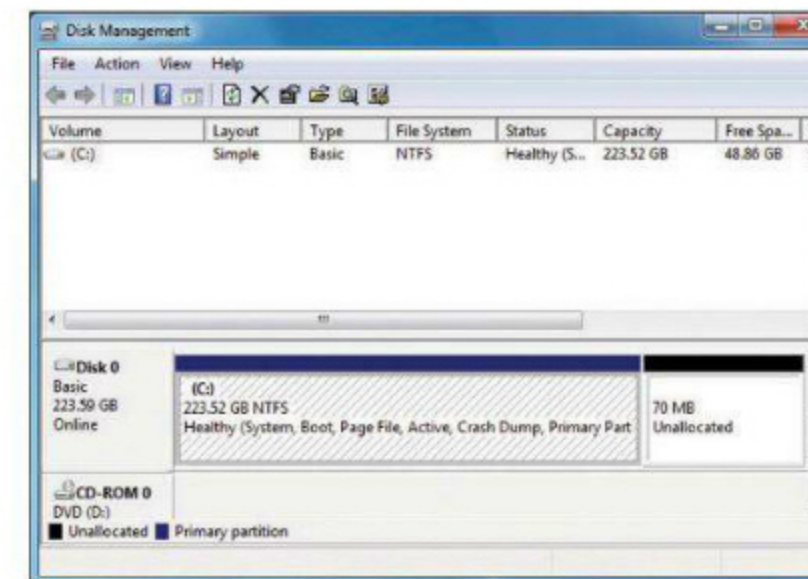 Disk Management
File Action View Help
Volume Layout Type File System Status Capacity Free Spa...
(C:) Simple Basic NTFS Healthy (S... 223.52 GB 48.86 GB
Disk 0
Basic
223.59 GB
Online
(C:)
223.52 GB NTFS
Healthy (System, Boot, Page File, Active, Crash Dump, Primary Part
70 MB
Unallocated
CD-ROM 0
DVD (D:)
Unallocated Primary partition